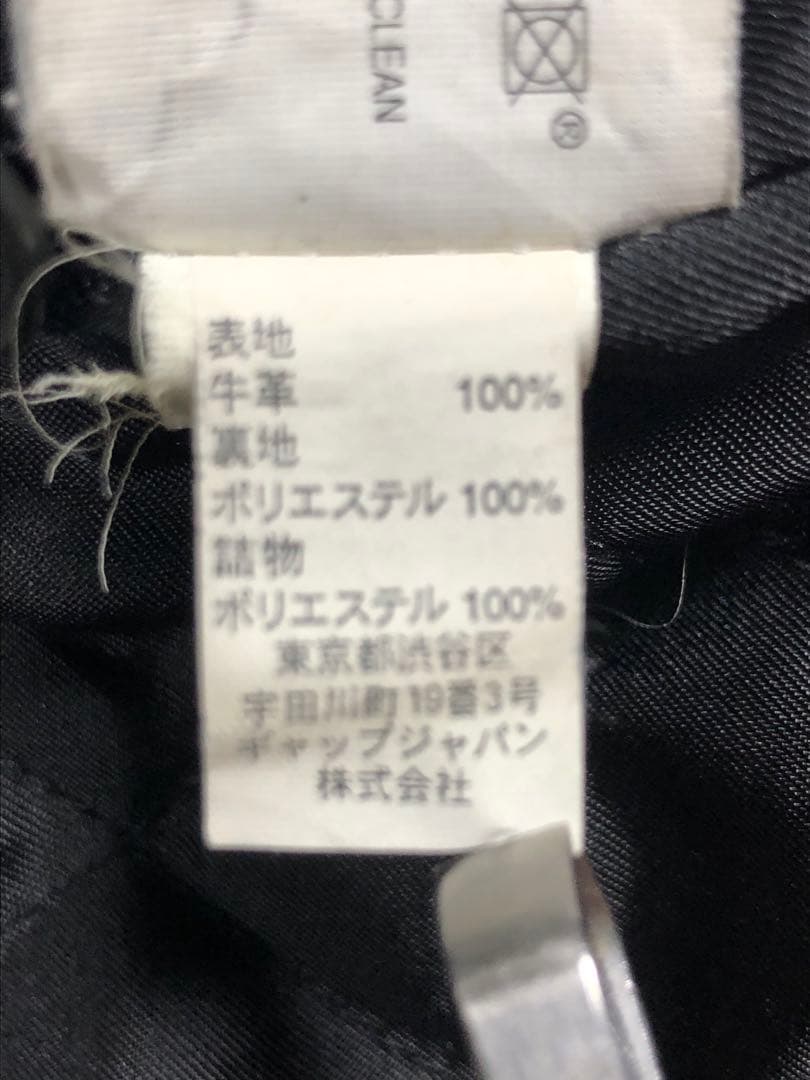 CLEAN
®
表地
牛革 100%
裏地
ポリエステル 100%
詰物
ポリエステル 100%
東京都渋谷区
宇田川町19番3号
ギャップジャパン
株式会社